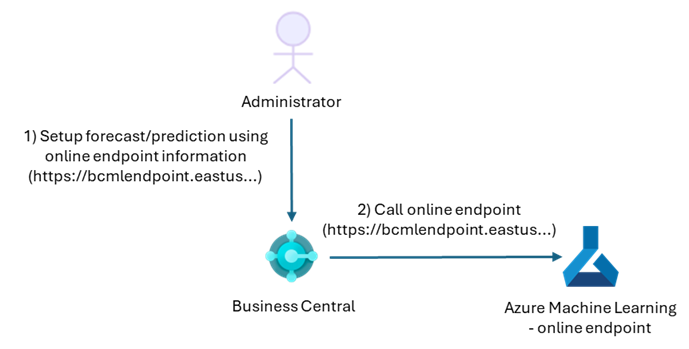 Administrator
1) Setup forecast/prediction using
online endpoint information
(https://bcmlendpoint.eastus...)
2) Call online endpoint
(https://bcmlendpoint.eastus...)
Business Central
Azure Machine Learning
- online endpoint